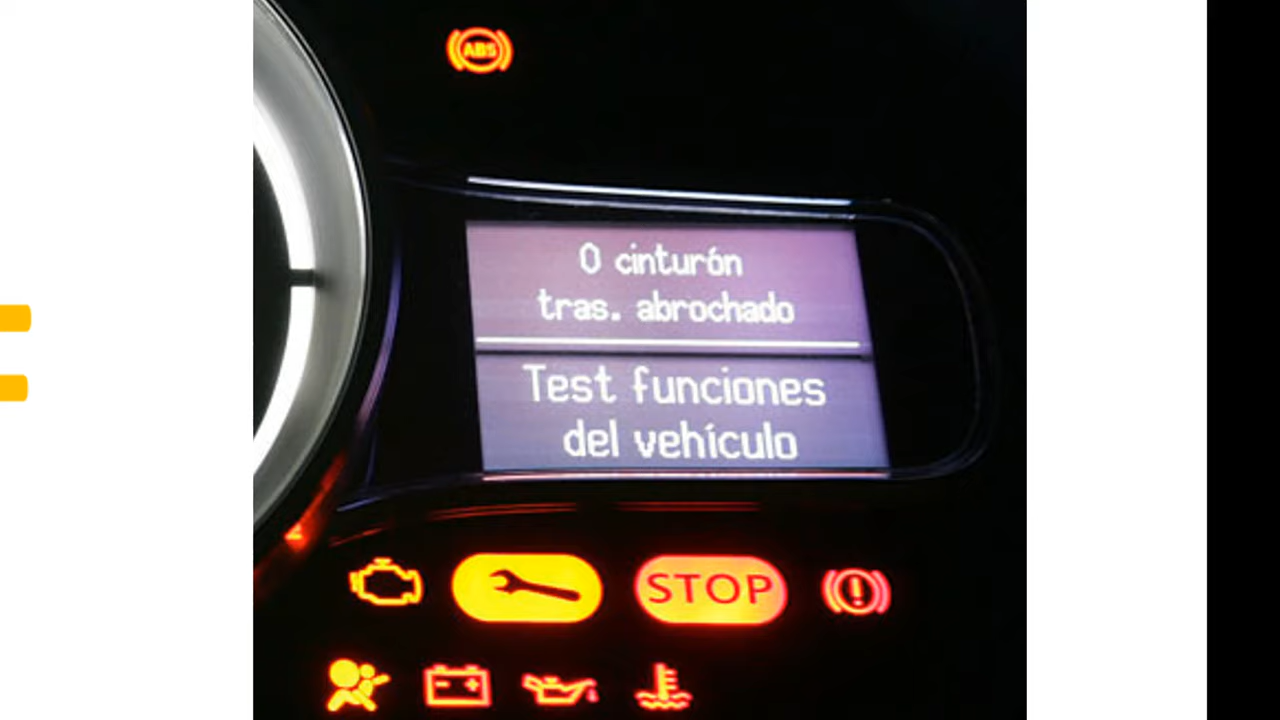 ABS
0 cinturón
tras. abrochado
Test funciones
del vehículo
STOP